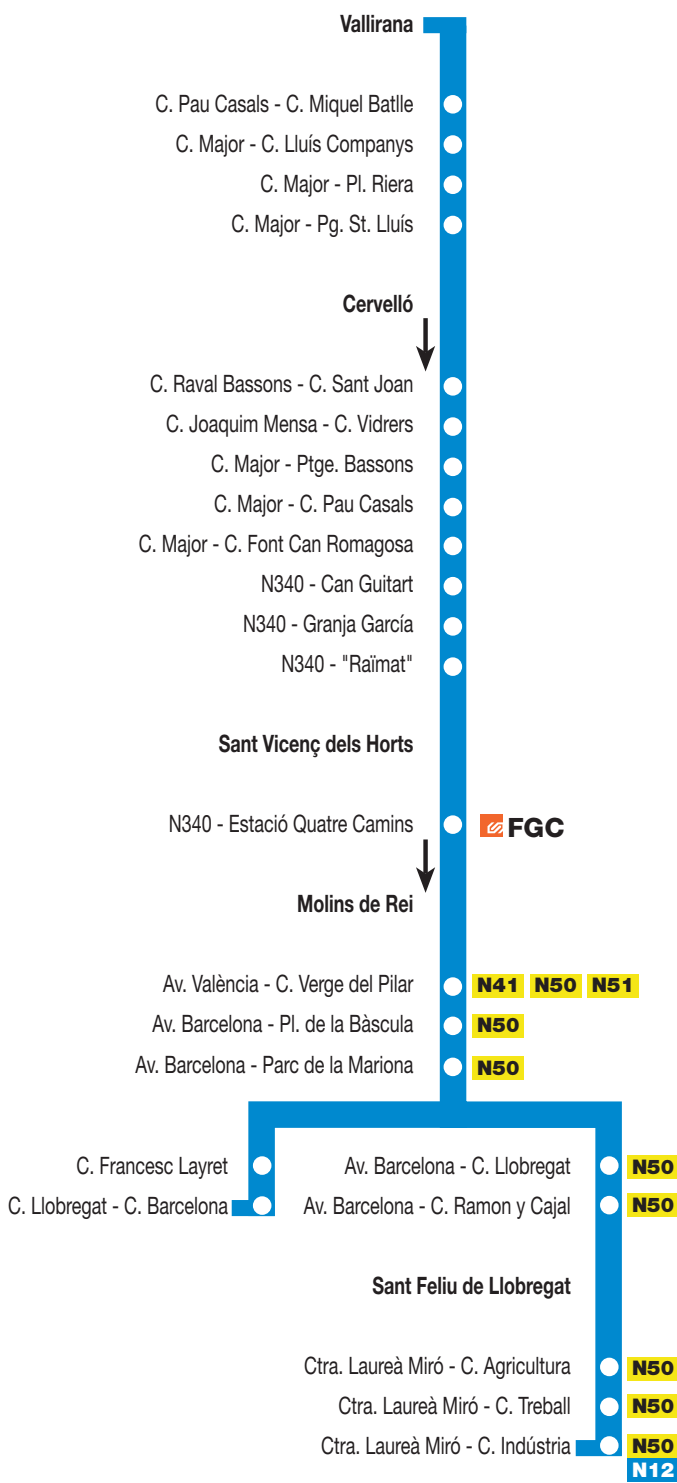 Vallirana
C. Pau Casals - C. Miquel Batlle
C. Major - C. Lluís Companys
C. Major - Pl. Riera
C. Major - Pg. St. Lluís
Cervelló
C. Raval Bassons - C. Sant Joan
C. Joaquim Mensa - C. Vidrers
C. Major - Ptge. Bassons
C. Major - C. Pau Casals
C. Major - C. Font Can Romagosa
N340 - Can Guitart
N340 - Granja García
N340 - "Raïmat"
Sant Vicenç dels Horts
N340 - Estació Quatre Camins FGC
Molins de Rei
Av. València - C. Verge del Pilar N41 N50 N51
Av. Barcelona - Pl. de la Bàscula N50
Av. Barcelona - Parc de la Mariona N50
C. Francesc Layret
C. Llobregat - C. Barcelona
Av. Barcelona - C. Llobregat N50
Av. Barcelona - C. Ramon y Cajal N50
Sant Feliu de Llobregat
Ctra. Laureà Miró - C. Agricultura N50
Ctra. Laureà Miró - C. Treball N50
Ctra. Laureà Miró - C. Indústria N50
N12